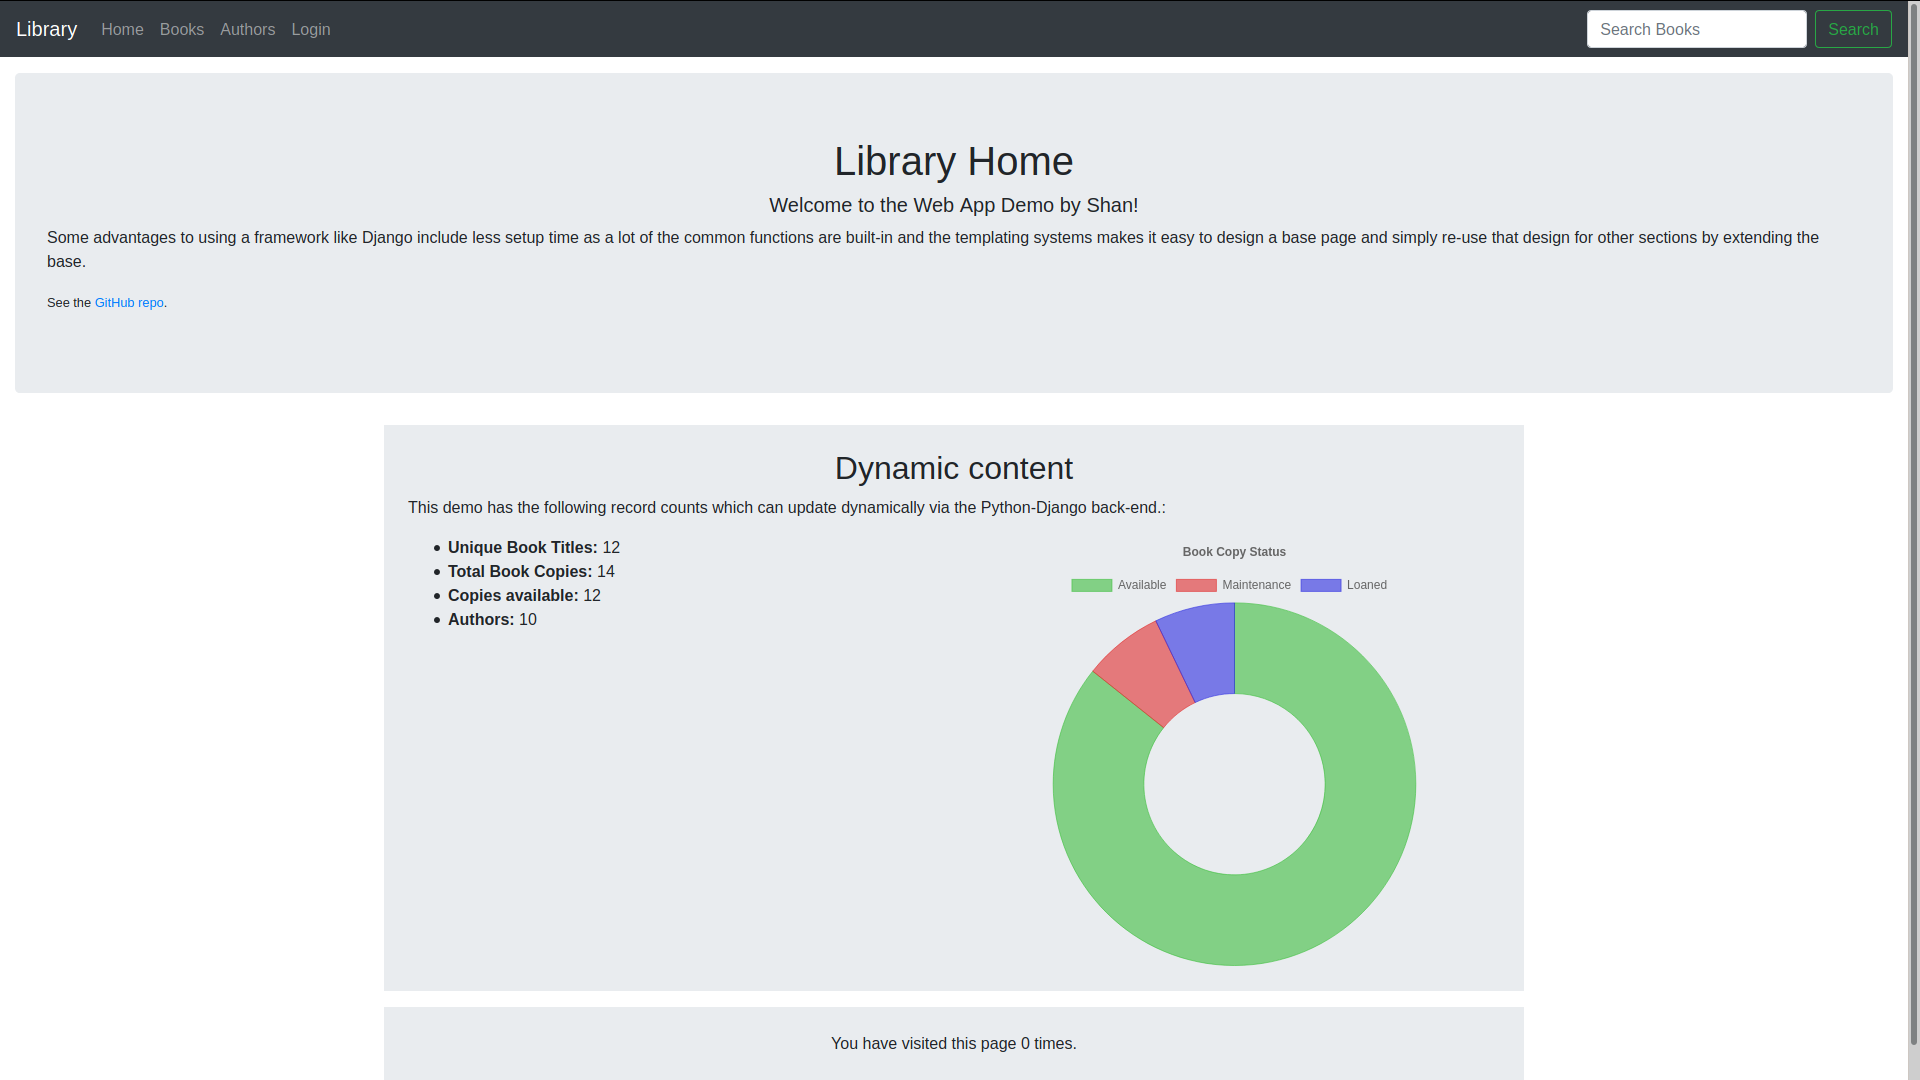 Library Home Books Authors Login Search Books Search
Library Home
Welcome to the Web App Demo by Shan!
Some advantages to using a framework like Django include less setup time as a lot of the common functions are built-in and the templating systems makes it easy to design a base page and simply re-use that design for other sections by extending the
base.
See the GitHub repo.
Dynamic content
This demo has the following record counts which can update dynamically via the Python-Django back-end.:
Unique Book Titles: 12
Total Book Copies: 14
Copies available: 12
Authors: 10
Book Copy Status
Available Maintenance Loaned
You have visited this page 0 times.